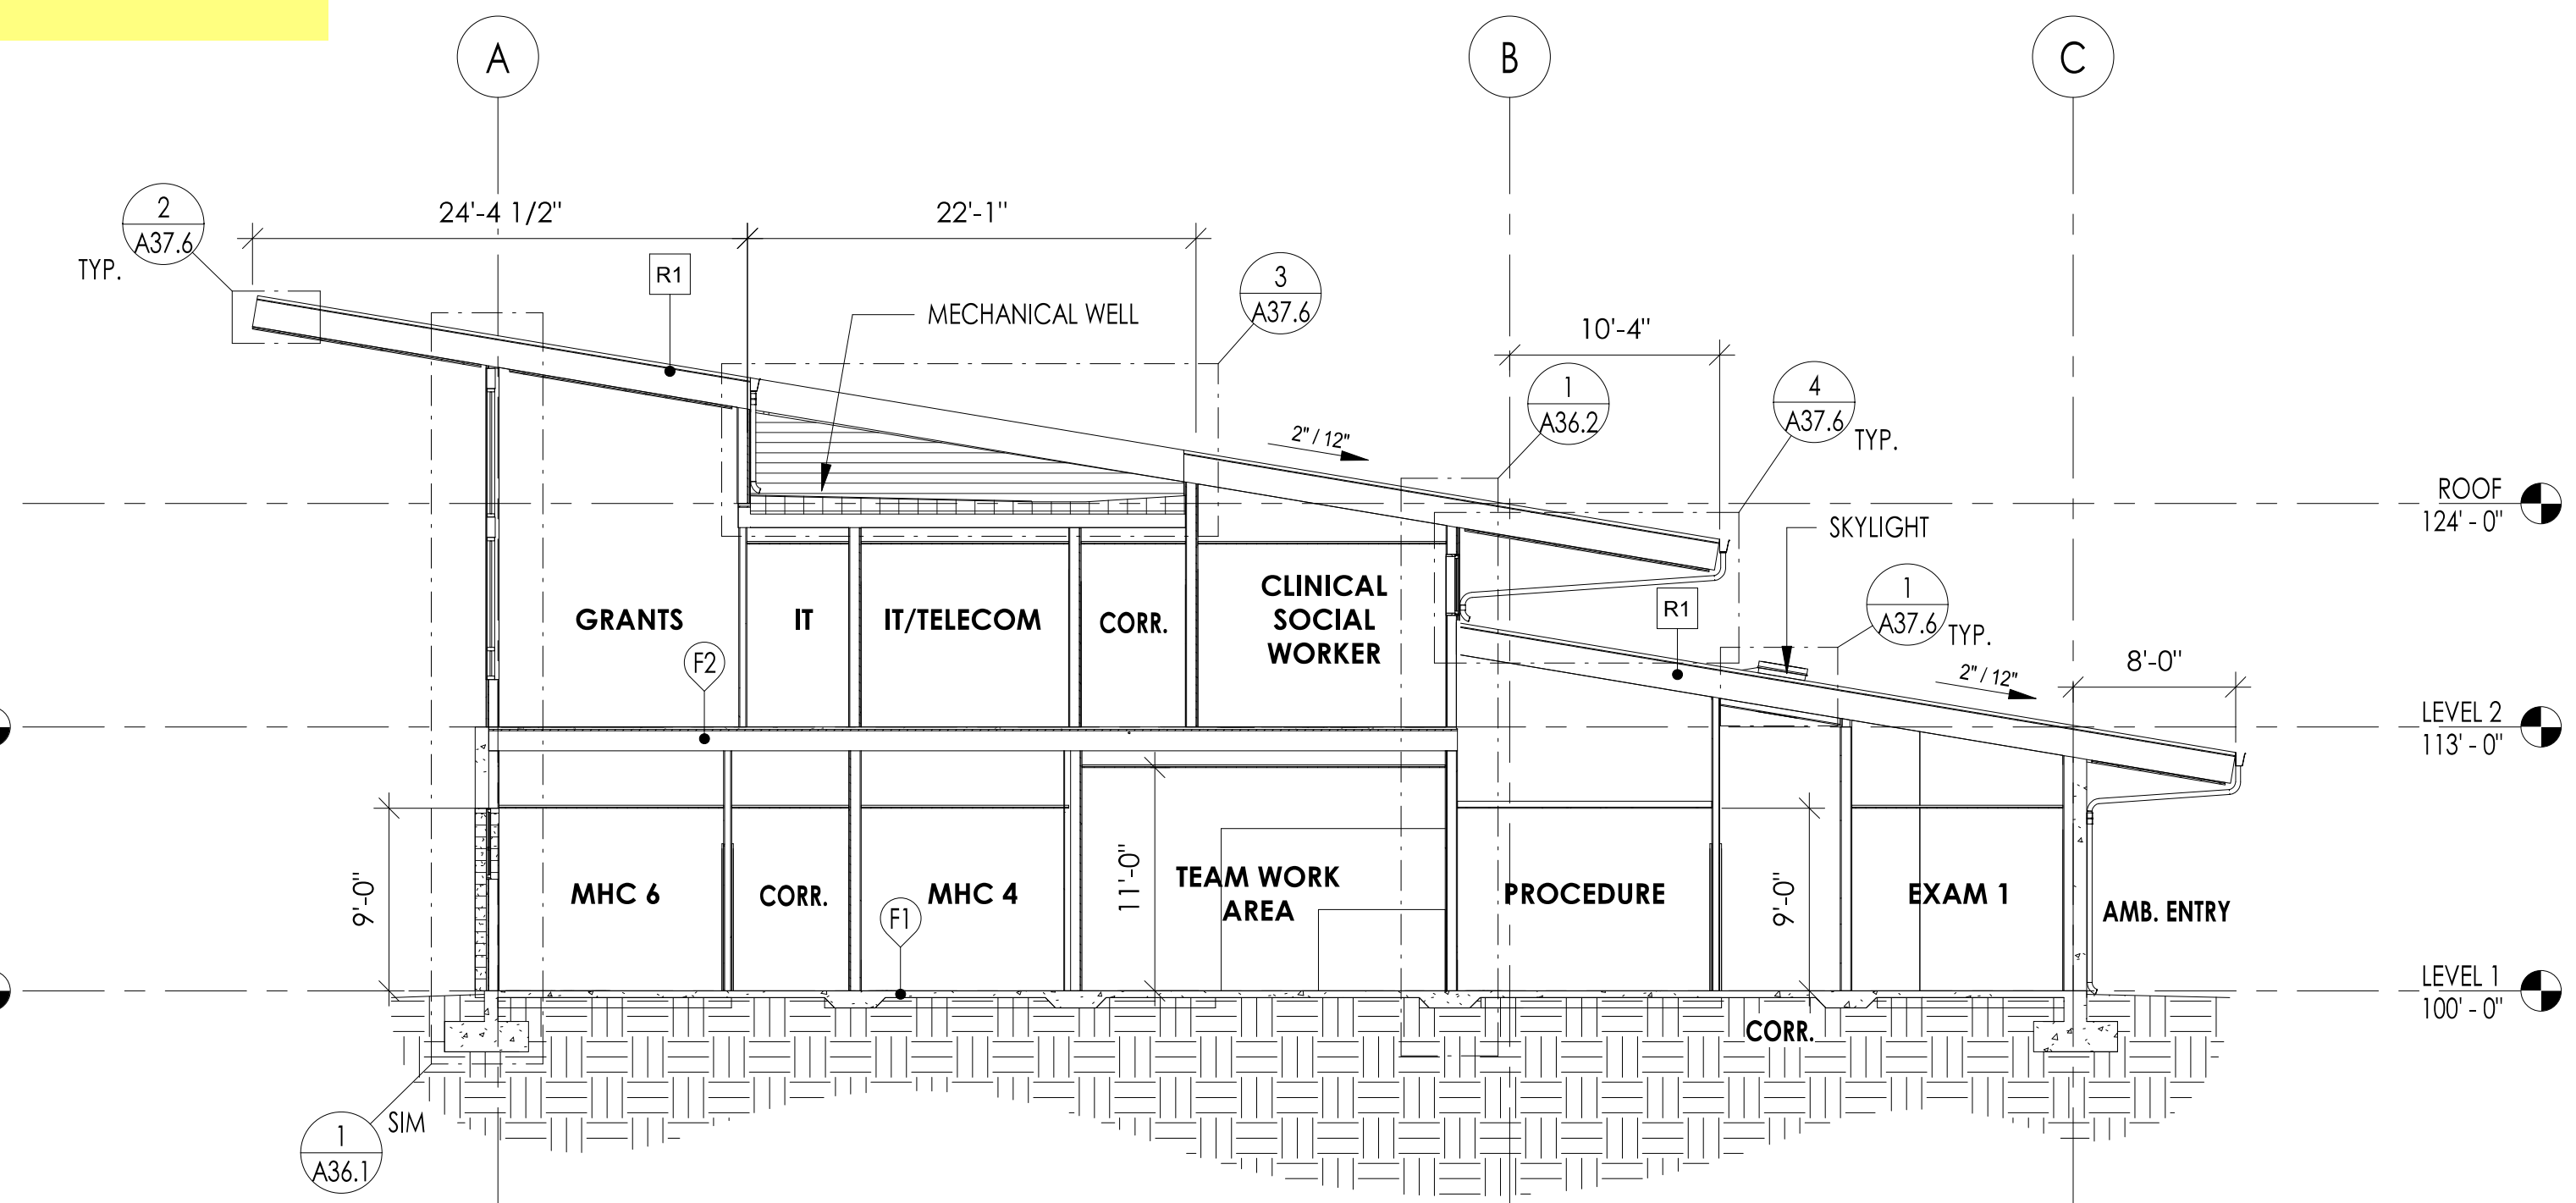 A
B
C
2
A37.6
TYP.
24'-4 1/2"
22'-1"
R1
MECHANICAL WELL
3
A37.6
10'-4"
1
A36.2
4
A37.6
TYP.
2" / 12"
ROOF
124' - 0"
SKYLIGHT
1
A37.6
TYP.
R1
2" / 12"
8'-0"
GRANTS
IT
IT/TELECOM
CORR.
CLINICAL
SOCIAL
WORKER
F2
LEVEL 2
113' - 0"
9'-0"
MHC 6
CORR.
F1
MHC 4
11'-0"
TEAM WORK
AREA
PROCEDURE
9'-0"
EXAM 1
AMB. ENTRY
LEVEL 1
100' - 0"
CORR.
1
A36.1
SIM